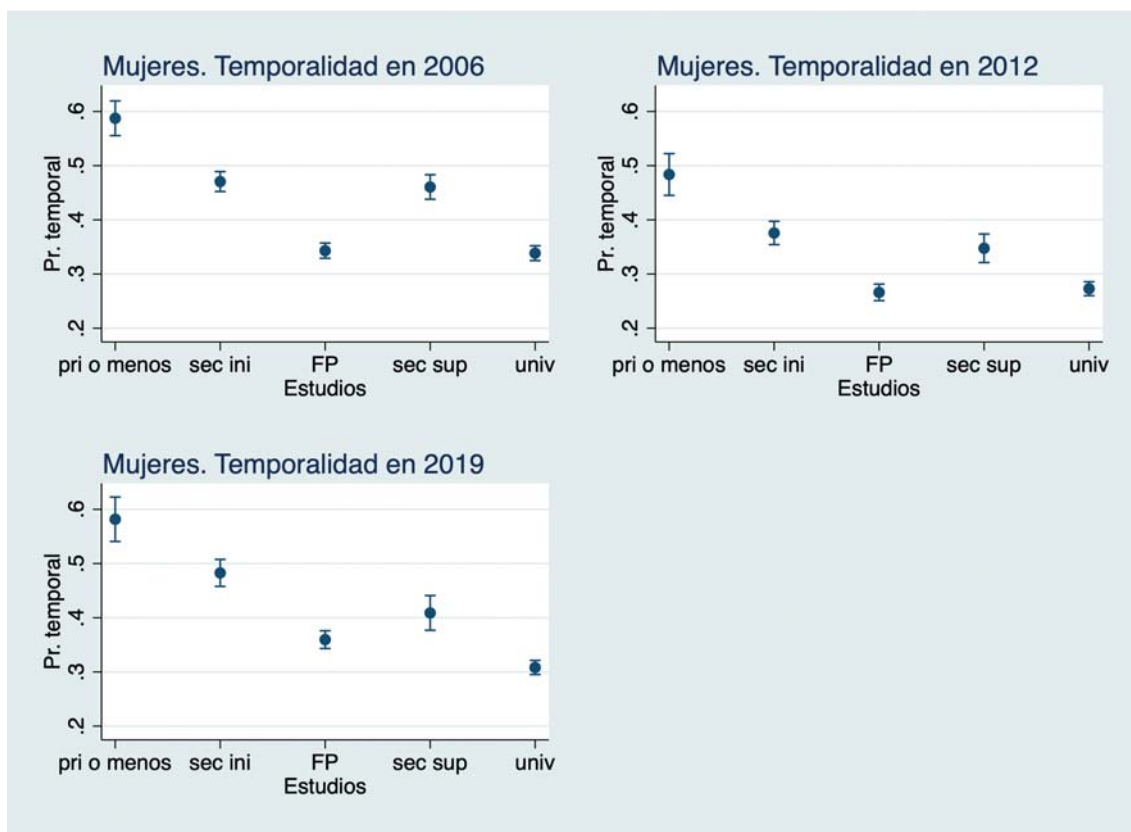 Mujeres. Temporalidad en 2006
Pr. temporal
.6
.5
.4
.3
.2
pri o menos sec ini FP sec sup univ
Estudios
Mujeres. Temporalidad en 2012
Pr. temporal
.6
.5
.4
.3
.2
pri o menos sec ini FP sec sup univ
Estudios
Mujeres. Temporalidad en 2019
Pr. temporal
.6
.5
.4
.3
.2
pri o menos sec ini FP sec sup univ
Estudios